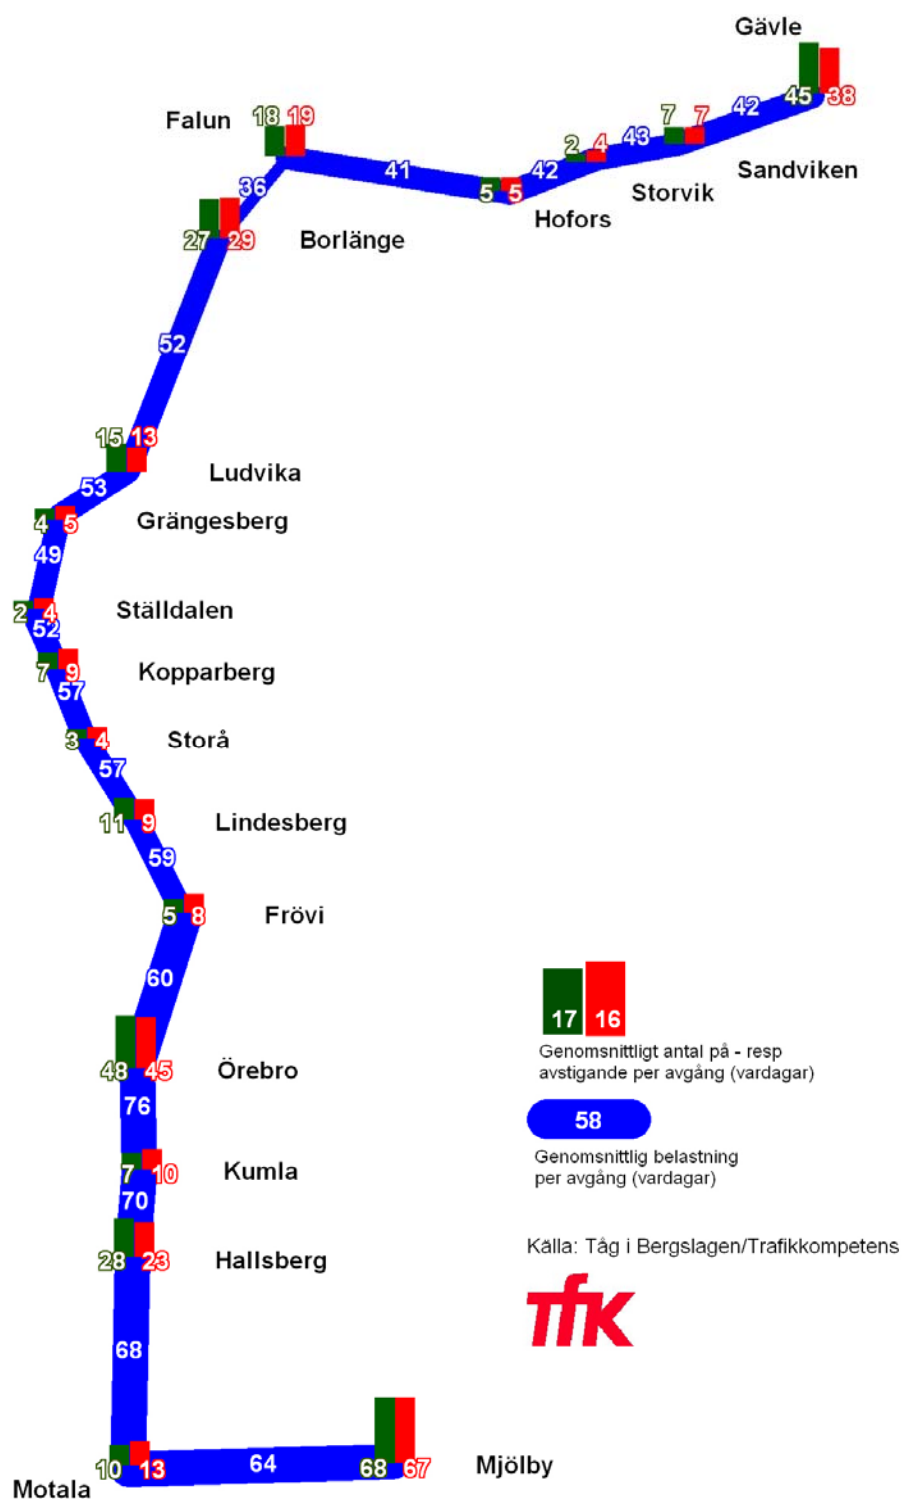 Gävle
45 38
42
7 7
Sandviken
43
2 4
Storvik
42
5 5
Hofors
41
18 19
Falun
36
27 29
Borlänge
52
15 13
Ludvika
53
4 5
Grängesberg
49
2 4
Ställdalen
52
7 9
Kopparberg
57
3 4
Storå
57
11 9
Lindesberg
59
5 8
Frövi
60
48 45
Örebro
76
7 10
Kumla
70
28 23
Hallsberg
68
10 13
Motala
64
68 67
Mjölby
17 16
Genomsnittligt antal på - resp
avstigande per avgång (vardagar)
58
Genomsnittlig belastning
per avgång (vardagar)
Källa: Tåg i Bergslagen/Trafikkompetens
TfK